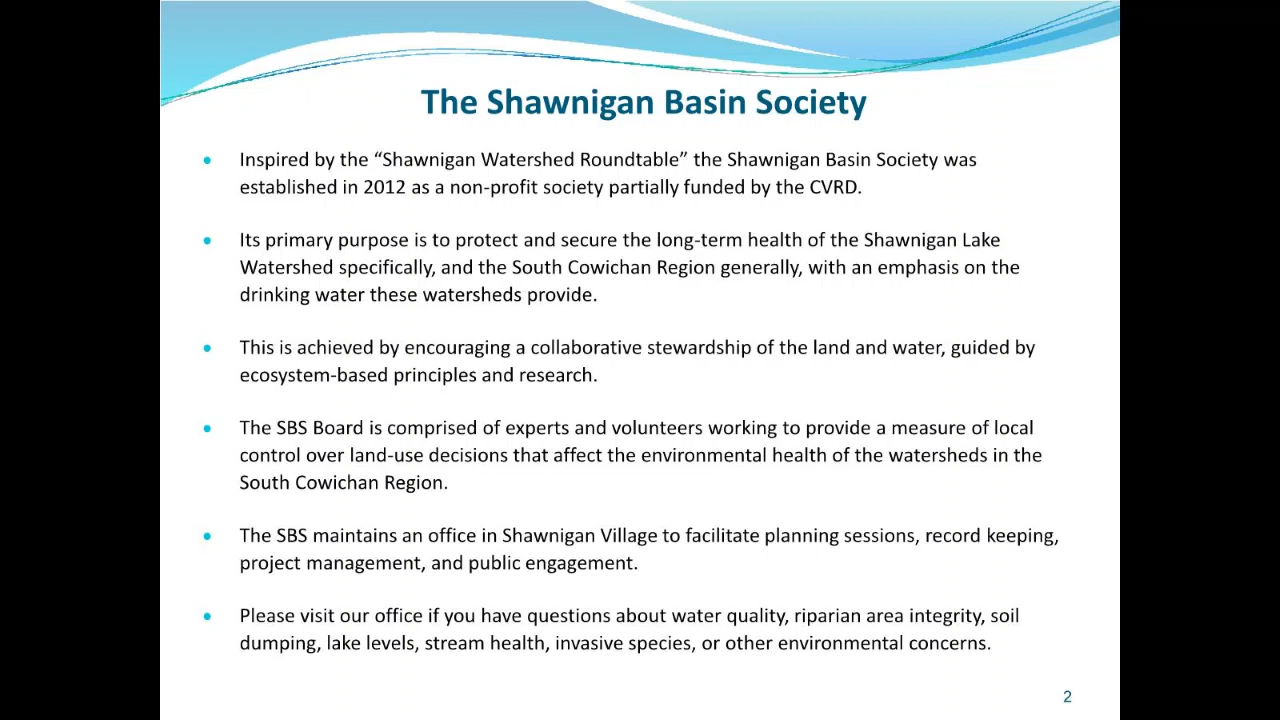 The Shawnigan Basin Society
• Inspired by the “Shawnigan Watershed Roundtable” the Shawnigan Basin Society was
established in 2012 as a non-profit society partially funded by the CVRD.
• Its primary purpose is to protect and secure the long-term health of the Shawnigan Lake
Watershed specifically, and the South Cowichan Region generally, with an emphasis on the
drinking water these watersheds provide.
• This is achieved by encouraging a collaborative stewardship of the land and water, guided by
ecosystem-based principles and research.
• The SBS Board is comprised of experts and volunteers working to provide a measure of local
control over land-use decisions that affect the environmental health of the watersheds in the
South Cowichan Region.
• The SBS maintains an office in Shawnigan Village to facilitate planning sessions, record keeping,
project management, and public engagement.
• Please visit our office if you have questions about water quality, riparian area integrity, soil
dumping, lake levels, stream health, invasive species, or other environmental concerns.
2